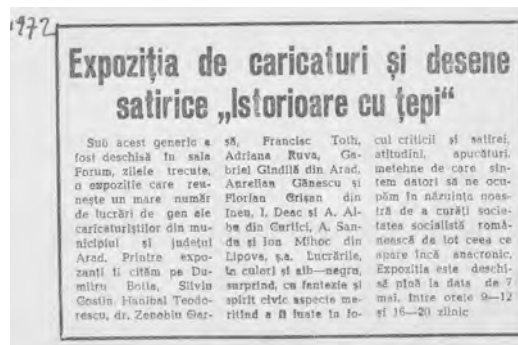 1972
Expoziția de caricaturi și desene
satirice „Istorioare cu țepi“
Sub acest generic a
fost deschisă în sala
Forum, zilele trecute,
o expoziție care reu-
nește un mare număr
de lucrări de gen ale
caricaturiștilor din mu-
nicipiul și județul
Arad. Printre expo-
zanți îi cităm pe Du-
mitru Bolla, Silviu
Costin, Hanibal Teodo-
rescu, dr. Zenobiu Ger-
să, Francisc Toth,
Adriana Ruva, Ga-
briel Gîndilă din Arad,
Aurelian Gănescu și
Florian Grișan din
Ineu, I. Deac și A. Al-
ba din Curtici, A. San-
da și Ion Mihoc din
Lipova, ș.a. Lucrările,
în culori și alb—negru,
surprind, cu fantezie și
spirit civic aspecte me-
ritînd a fi luate în fo-
cul criticii și satirei,
atitudini, apucături,
metehne de care sîn-
tem datori să ne ocu-
păm în năzuința noas-
tră de a curăți socie-
tatea socialistă româ-
nească de tot ceea ce
apare încă anacronic.
Expoziția este deschi-
să pînă la data de 7
mai, între orele 9—12
și 16—20 zilnic